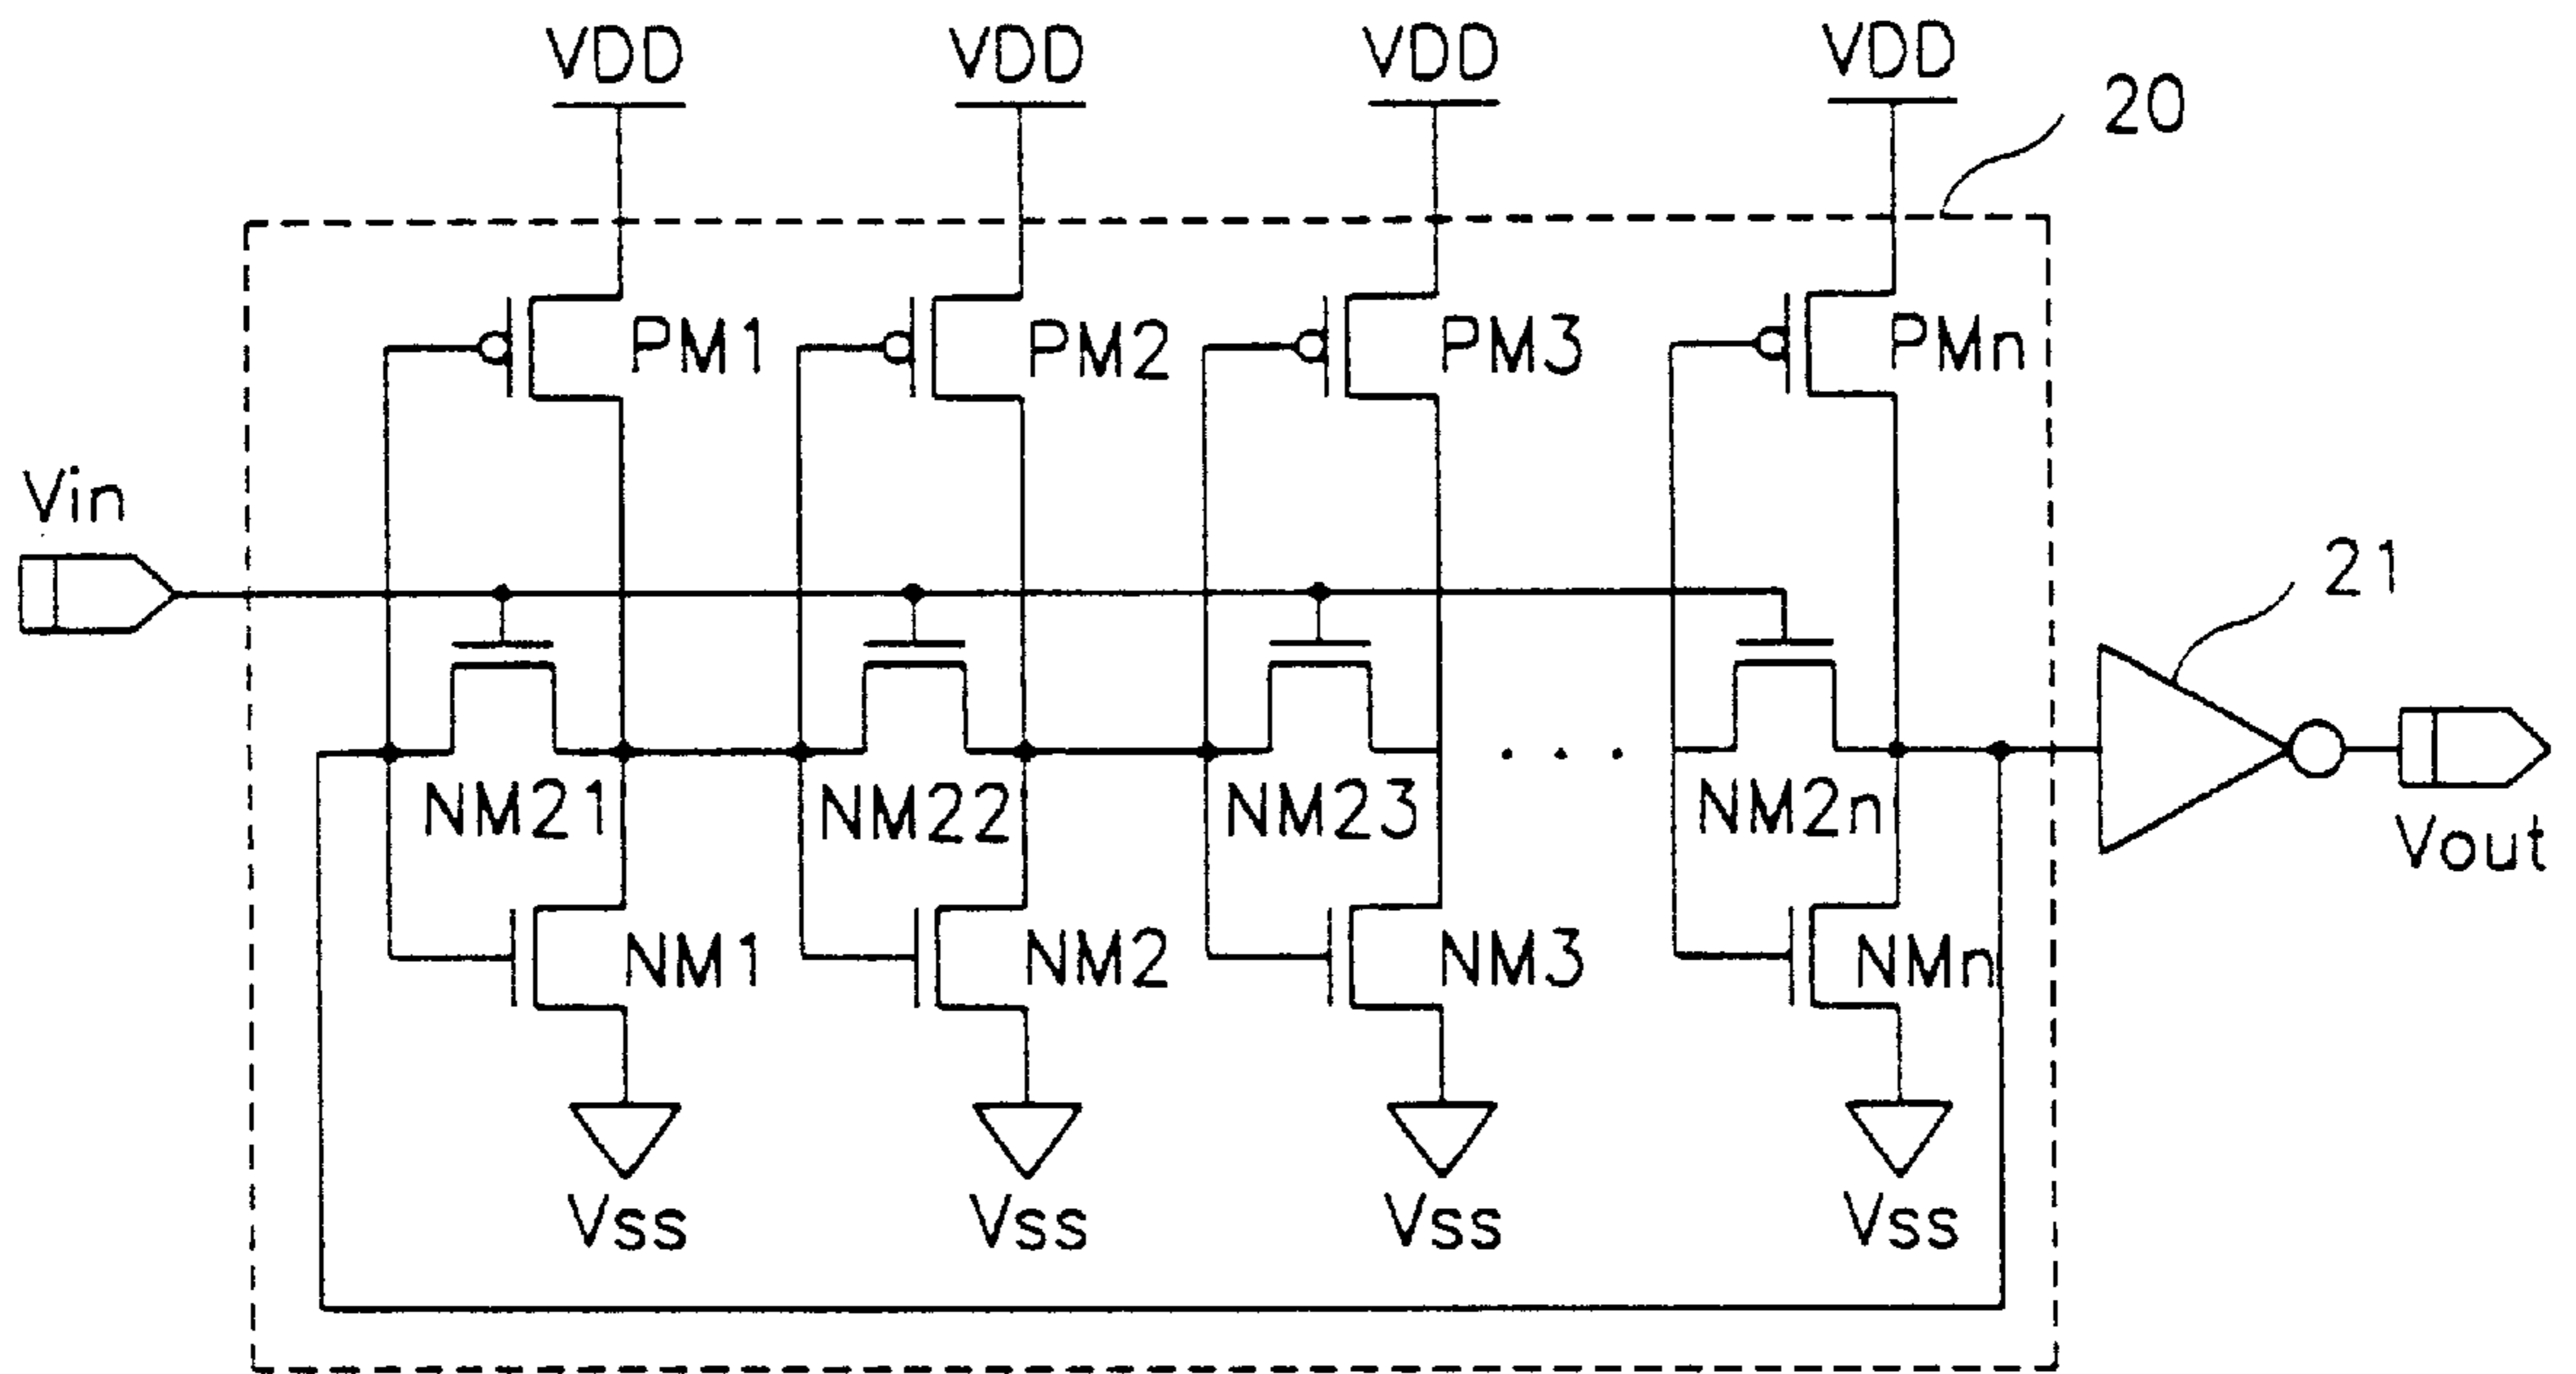 VDD VDD VDD VDD
20
PM1 PM2 PM3 PMn
Vin
21
NM21 NM22 NM23 . . . NM2n
Vout
NM1 NM2 NM3 NMn
Vss Vss Vss Vss